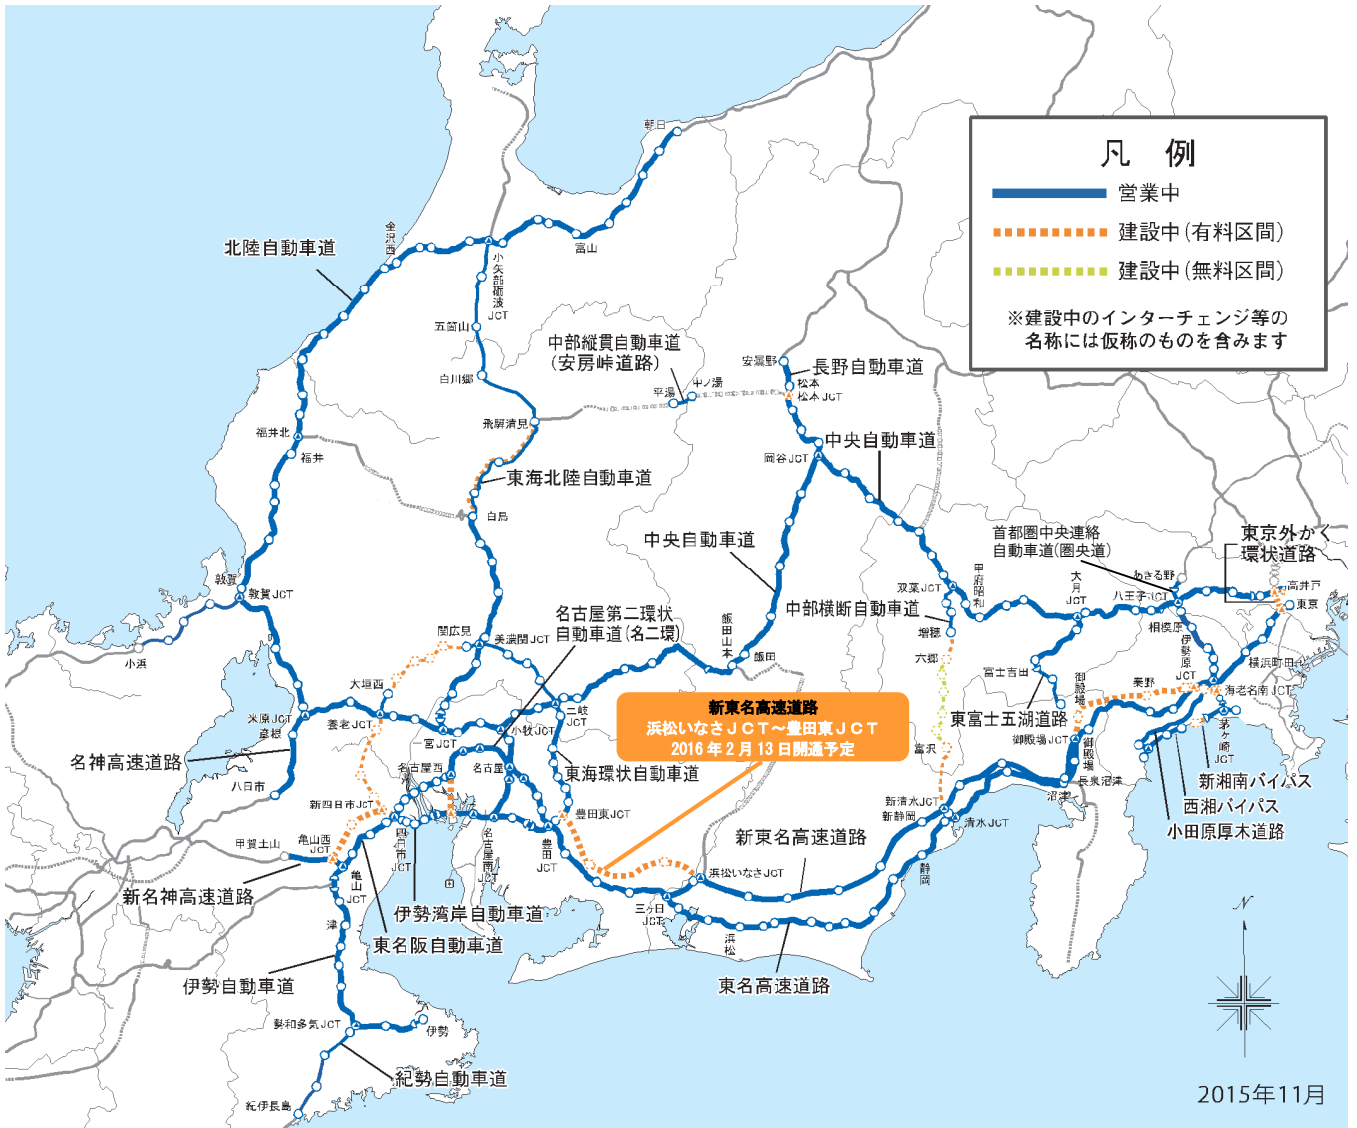 凡 例
営業中
建設中(有料区間)
建設中(無料区間)
※建設中のインターチェンジ等の
名称には仮称のものを含みます
朝日
金沢西
富山
北陸自動車道
小矢部砺波JCT
五箇山
白川郷
中部縦貫自動車道
(安房峠道路)
平湯
中ノ湯
安曇野
長野自動車道
松本
松本JCT
飛騨清見
福井北
福井
東海北陸自動車道
白鳥
岡谷JCT
中央自動車道
中央自動車道
首都圏中央連絡
自動車道(圏央道)
東京外かく
環状道路
あきる野
高井戸
東京
八王子JCT
大月JCT
甲府昭和
双葉JCT
中部横断自動車道
増穂
六郷
富沢
敦賀
敦賀JCT
小浜
名古屋第二環状
自動車道(名二環)
関広見
美濃関JCT
飯田山本
飯田
相模原
伊勢原JCT
横浜町田
海老名南JCT
秦野
御殿場
富士吉田
東富士五湖道路
御殿場JCT
御殿場
長泉沼津
沼津
茅ヶ崎JCT
新湘南バイパス
西湘バイパス
小田原厚木道路
大垣西
米原JCT
彦根
養老JCT
一宮JCT
小牧JCT
土岐JCT
新東名高速道路
浜松いなさJCT～豊田東JCT
2016年2月13日開通予定
名神高速道路
八日市
名古屋西
名古屋
東海環状自動車道
新四日市JCT
豊田東JCT
新清水JCT
新静岡
清水JCT
静岡
甲賀土山
亀山西JCT
四日市JCT
名古屋南JCT
豊田JCT
新東名高速道路
浜松いなさJCT
亀山JCT
新名神高速道路
伊勢湾岸自動車道
三ヶ日JCT
津
東名阪自動車道
浜松
伊勢自動車道
東名高速道路
勢和多気JCT
伊勢
紀勢自動車道
紀伊長島
N
2015年11月